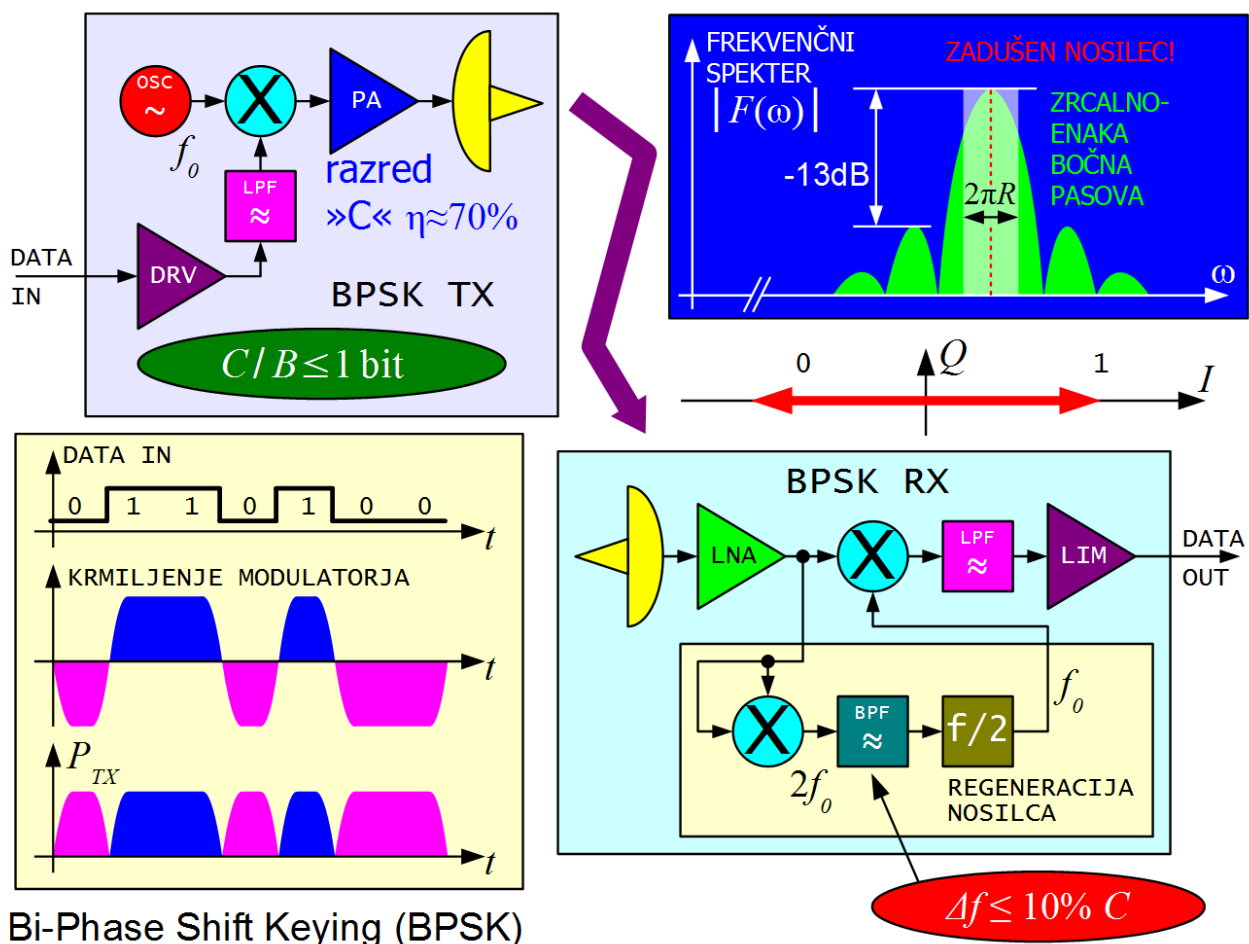 OSC
~
X
PA
f₀
LPF
≈
razred
»C« η≈70%
DATA
IN
DRV
BPSK TX
C / B ≤ 1 bit
FREKVENČNI
SPEKTER
|F(ω)|
ZADUŠEN NOSILEC!
ZRCALNO-
ENAKA
BOČNA
PASOVA
-13dB
2πR
ω
0
Q
1
I
DATA IN
0 1 1 0 1 0 0
t
KRMILJENJE MODULATORJA
t
P_TX
t
BPSK RX
LNA
X
LPF
≈
LIM
DATA
OUT
X
2f₀
BPF
≈
f/2
f₀
REGENERACIJA
NOSILCA
Δf ≤ 10% C
Bi-Phase Shift Keying (BPSK)